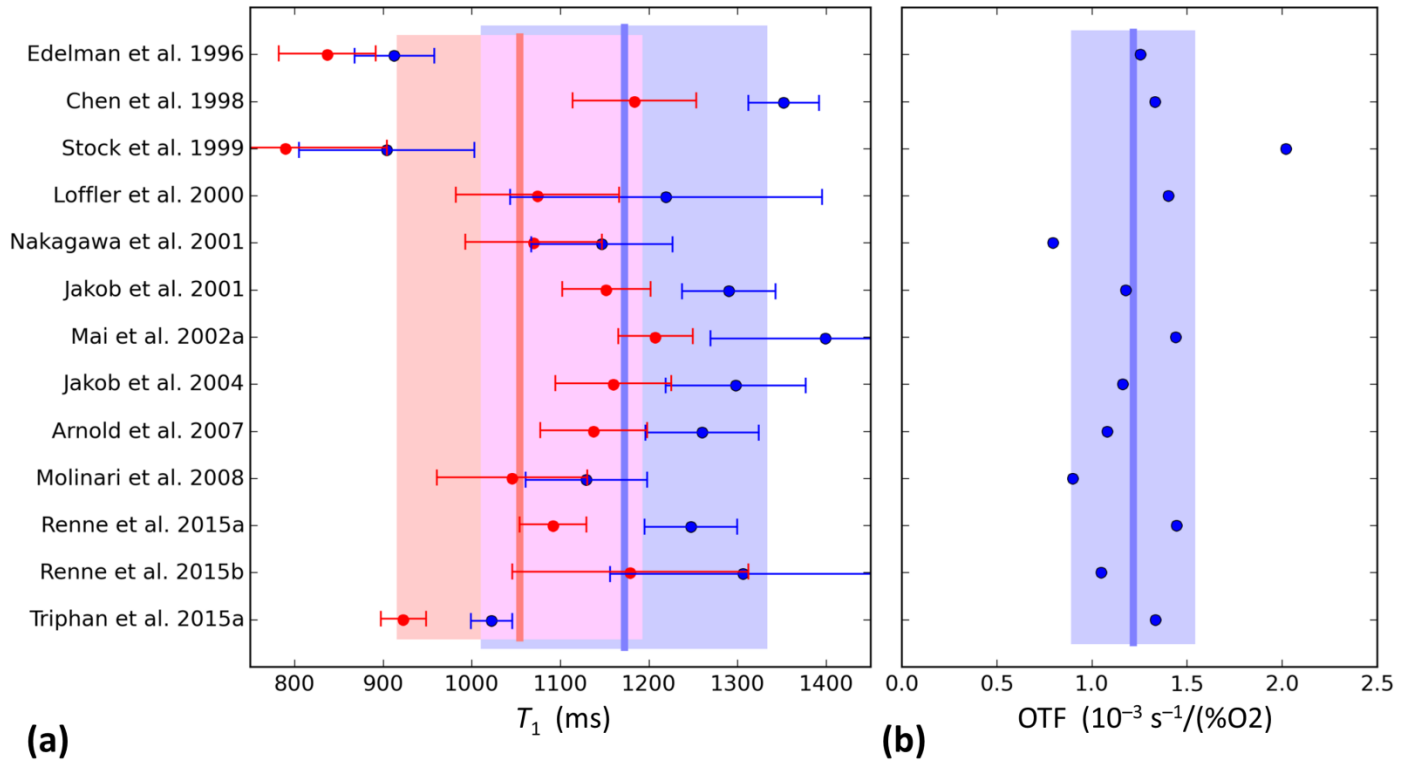 Edelman et al. 1996
Chen et al. 1998
Stock et al. 1999
Loffler et al. 2000
Nakagawa et al. 2001
Jakob et al. 2001
Mai et al. 2002a
Jakob et al. 2004
Arnold et al. 2007
Molinari et al. 2008
Renne et al. 2015a
Renne et al. 2015b
Triphan et al. 2015a
800 900 1000 1100 1200 1300 1400
0.0 0.5 1.0 1.5 2.0 2.5
(a) T₁ (ms)
(b) OTF (10⁻³ s⁻¹/(%O2)